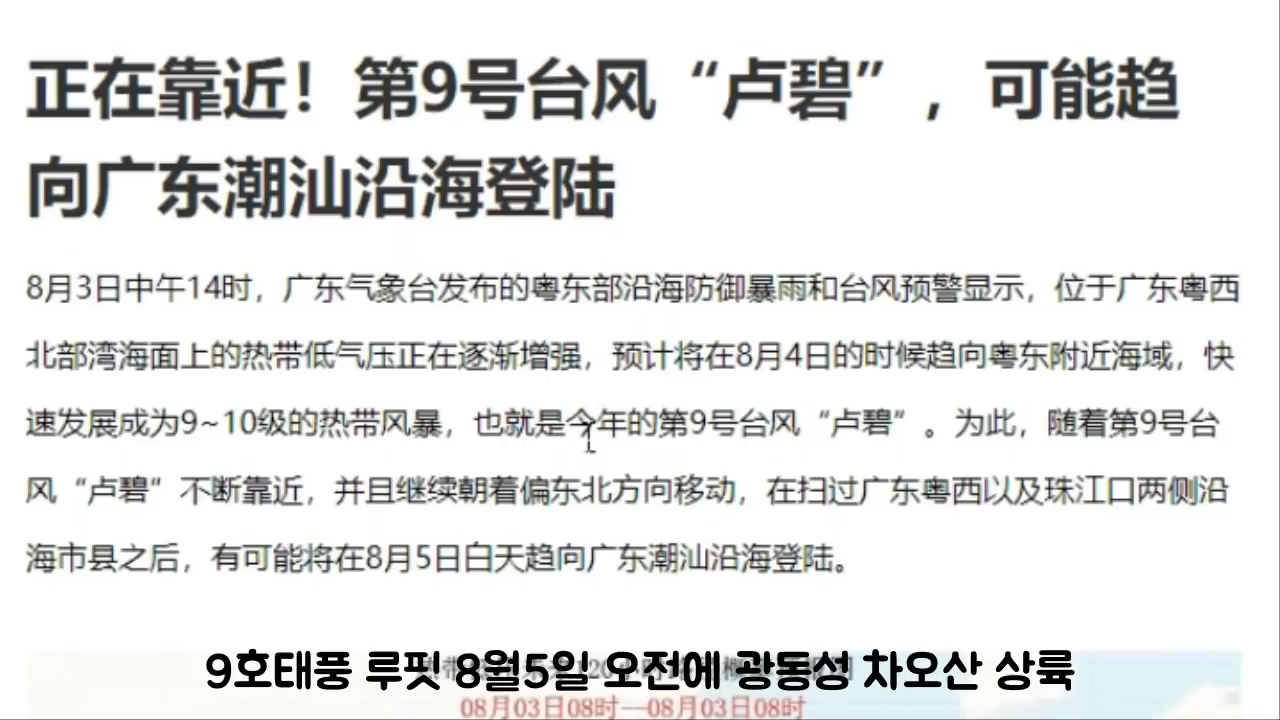 正在靠近！第9号台风“卢碧”，可能趋
向广东潮汕沿海登陆
8月3日中午14时，广东气象台发布的粤东部沿海防御暴雨和台风预警显示，位于广东粤西
北部湾海面上的热带低气压正在逐渐增强，预计将在8月4日的时候趋向粤东附近海域，快
速发展成为9~10级的热带风暴，也就是今年的第9号台风“卢碧”。为此，随着第9号台
风“卢碧”不断靠近，并且继续朝着偏东北方向移动，在扫过广东粤西以及珠江口两侧沿
海市县之后，有可能将在8月5日白天趋向广东潮汕沿海登陆。
9호태풍 루핏 8월5일 오전에 광동성 차오산 상륙
08月03日08时--08月03日08时